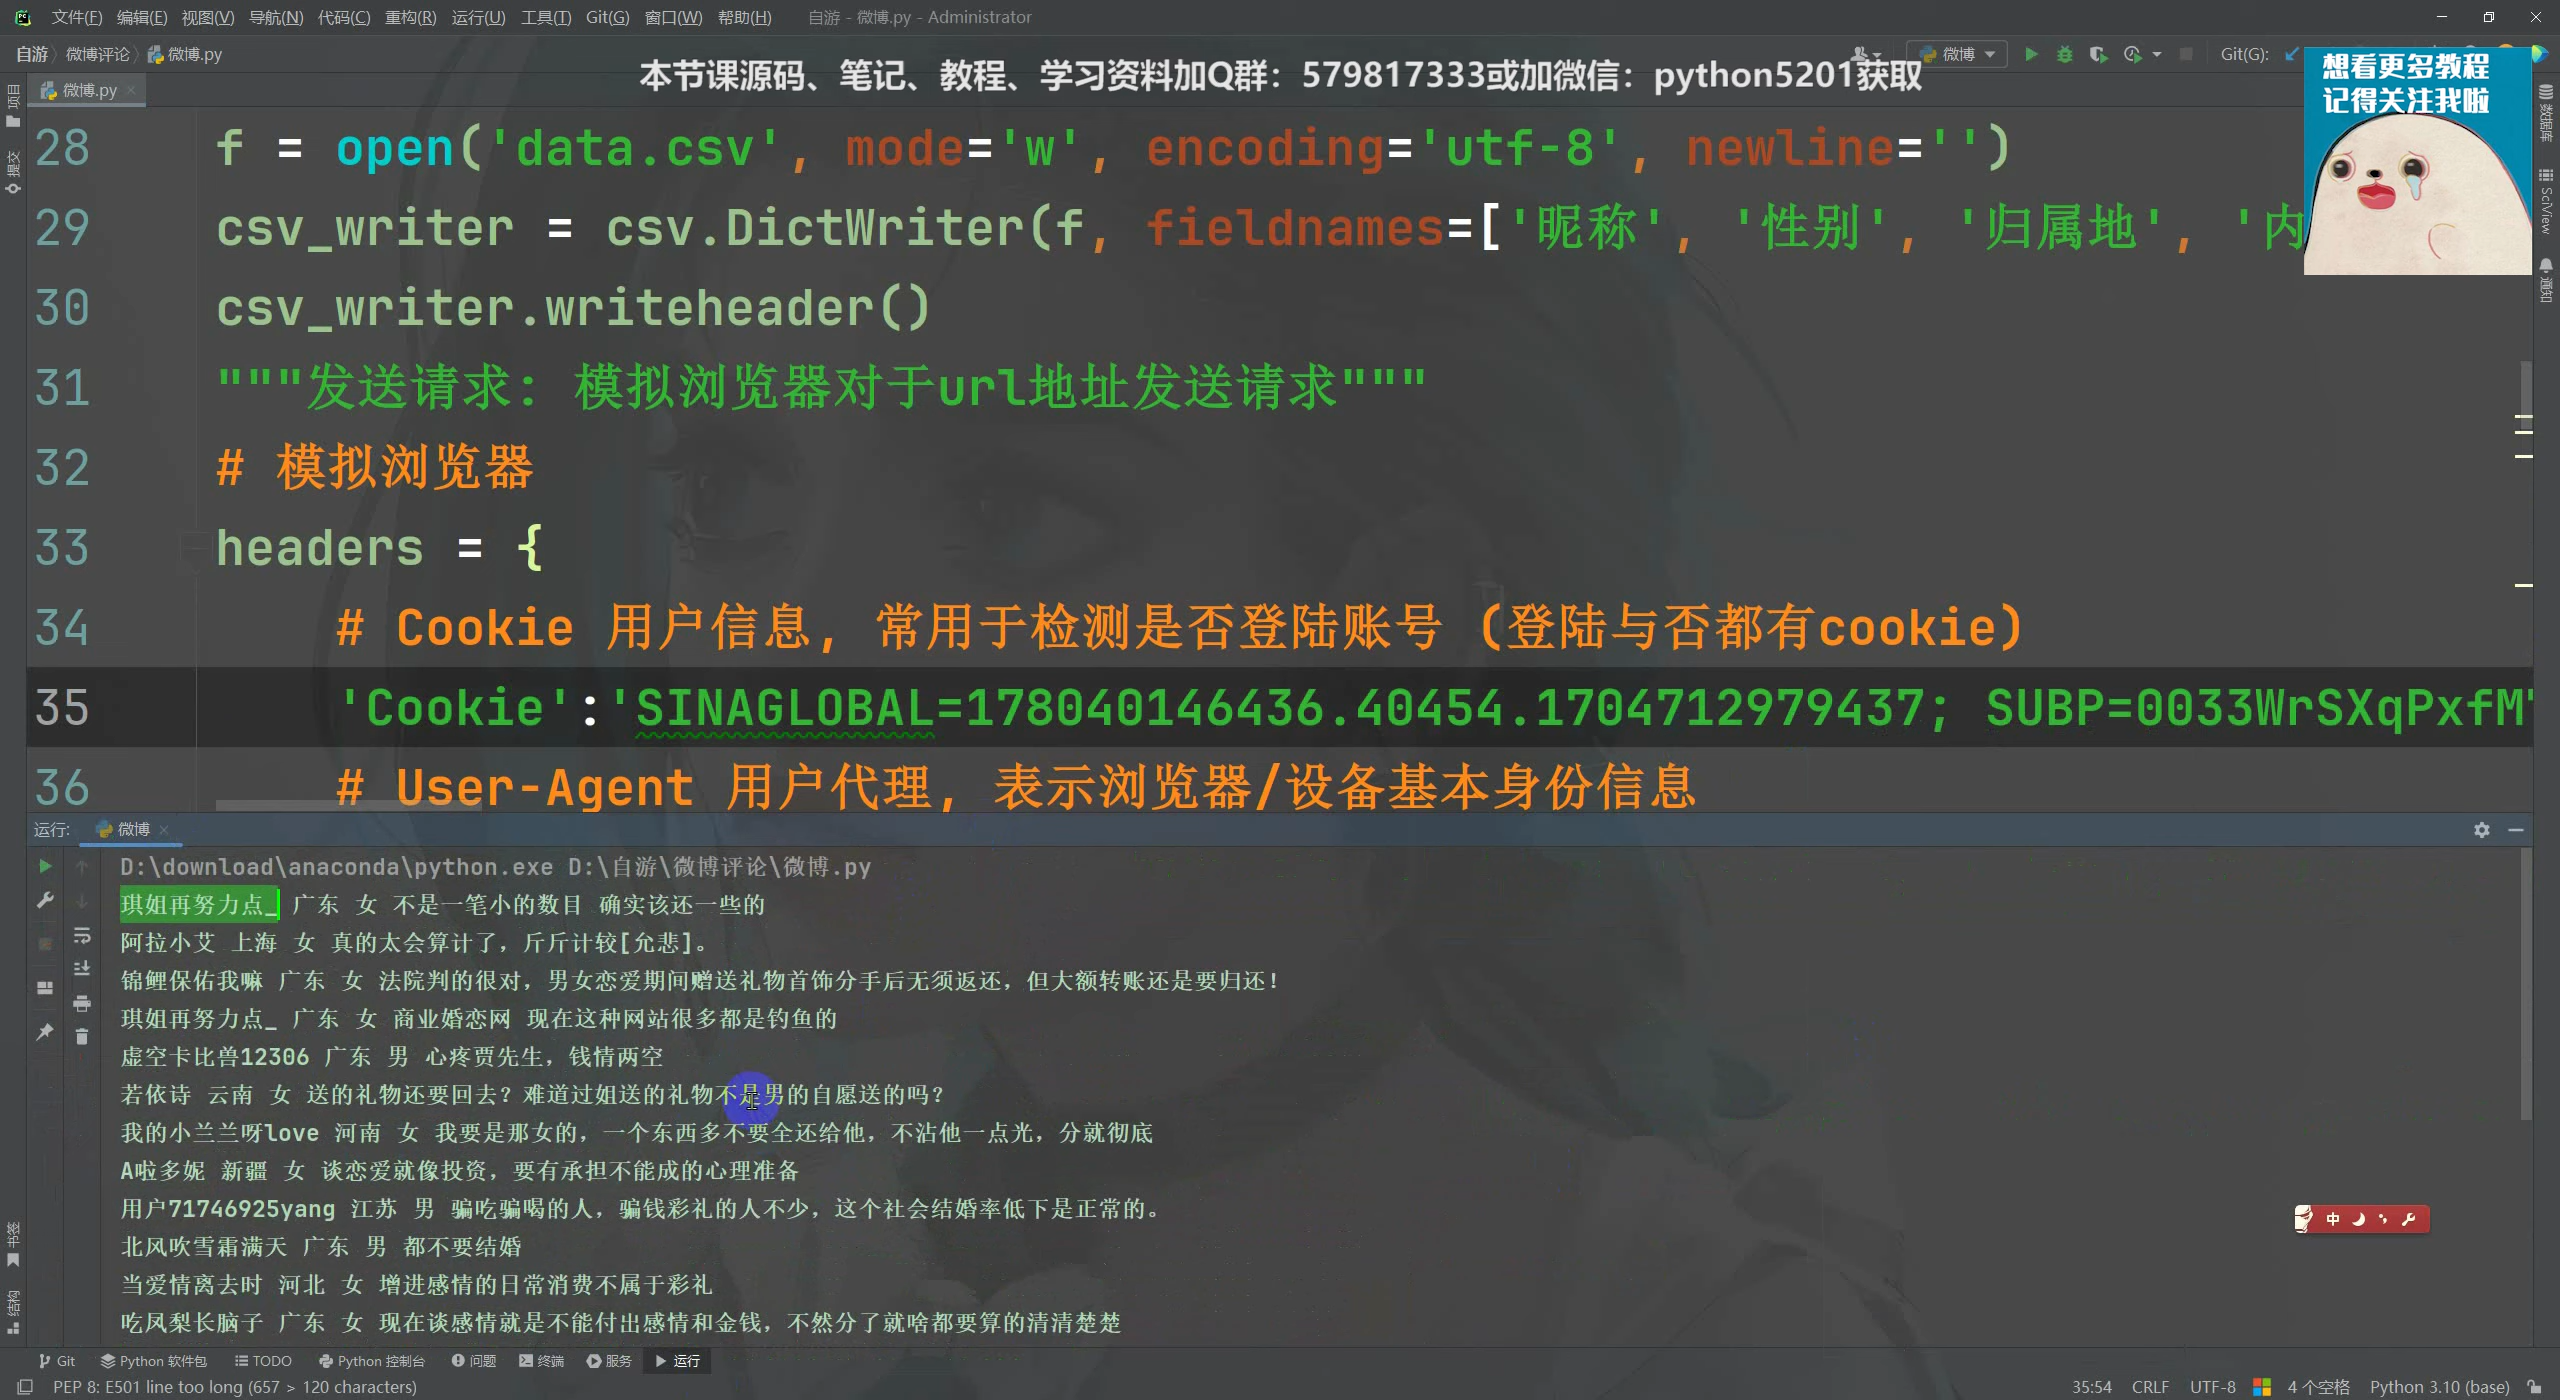 文件(F) 编辑(E) 视图(V) 导航(N) 代码(C) 重构(R) 运行(U) 工具(T) Git(G) 窗口(W) 帮助(H) 自游 - 微博.py - Administrator
自游 微博评论 微博.py
微博 Git(G):
本节课源码、笔记、教程、学习资料加Q群：579817333或加微信：python5201获取
想看更多教程
记得关注我啦
微博.py
项目
提交
数据库
SciView
通知
28 f = open('data.csv', mode='w', encoding='utf-8', newline='')
29 csv_writer = csv.DictWriter(f, fieldnames=['昵称', '性别', '归属地', '内
30 csv_writer.writeheader()
31 """发送请求: 模拟浏览器对于url地址发送请求"""
32 # 模拟浏览器
33 headers = {
34 # Cookie 用户信息, 常用于检测是否登陆账号 (登陆与否都有cookie)
35 'Cookie':'SINAGLOBAL=178040146436.40454.1704712979437; SUBP=0033WrSXqPxfM
36 # User-Agent 用户代理, 表示浏览器/设备基本身份信息
运行: 微博
D:\download\anaconda\python.exe D:\自游\微博评论\微博.py
琪姐再努力点_ 广东 女 不是一笔小的数目 确实该还一些的
阿拉小艾 上海 女 真的太会算计了，斤斤计较[允悲]。
锦鲤保佑我嘛 广东 女 法院判的很对，男女恋爱期间赠送礼物首饰分手后无须返还，但大额转账还是要归还！
琪姐再努力点_ 广东 女 商业婚恋网 现在这种网站很多都是钓鱼的
虚空卡比兽12306 广东 男 心疼贾先生，钱情两空
若依诗 云南 女 送的礼物还要回去？难道过姐送的礼物不是男的自愿送的吗？
我的小兰兰呀love 河南 女 我要是那女的，一个东西多不要全还给他，不沾他一点光，分就彻底
A啦多妮 新疆 女 谈恋爱就像投资，要有承担不能成的心理准备
用户71746925yang 江苏 男 骗吃骗喝的人，骗钱彩礼的人不少，这个社会结婚率低下是正常的。
北风吹雪霜满天 广东 男 都不要结婚
当爱情离去时 河北 女 增进感情的日常消费不属于彩礼
吃凤梨长脑子 广东 女 现在谈感情就是不能付出感情和金钱，不然分了就啥都要算的清清楚楚
中
书签
结构
Git Python 软件包 TODO Python 控制台 问题 终端 服务 运行
PEP 8: E501 line too long (657 > 120 characters) 35:54 CRLF UTF-8 4 个空格 Python 3.10 (base)